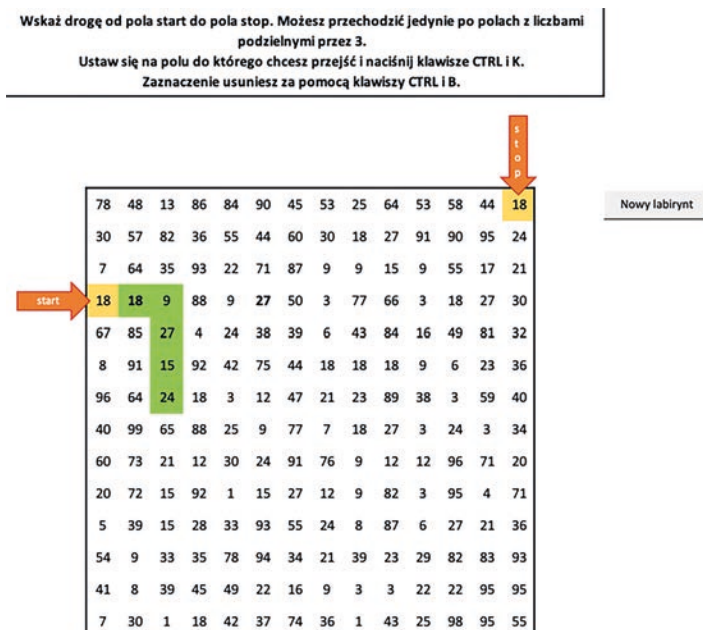 Wskaż drogę od pola start do pola stop. Możesz przechodzić jedynie po polach z liczbami
podzielnymi przez 3.
Ustaw się na polu do którego chcesz przejść i naciśnij klawisze CTRL i K.
Zaznaczenie usuniesz za pomocą klawiszy CTRL i B.
stop
78 48 13 86 84 90 45 53 25 64 53 58 44 18
Nowy labirynt
30 57 82 36 55 44 60 30 18 27 91 90 95 24
7 64 35 93 22 71 87 9 9 15 9 55 17 21
start 18 18 9 88 9 27 50 3 77 66 3 18 27 30
67 85 27 4 24 38 39 6 43 84 16 49 81 32
8 91 15 92 42 75 44 18 18 18 9 6 23 36
96 64 24 18 3 12 47 21 23 89 38 3 59 40
40 99 65 88 25 9 77 7 18 27 3 24 3 34
60 73 21 12 30 24 91 76 9 12 12 96 71 20
20 72 15 92 1 15 27 12 9 82 3 95 4 71
5 39 15 28 33 93 55 24 8 87 6 27 21 36
54 9 33 35 78 94 34 21 39 23 29 82 83 93
41 8 39 45 49 22 16 9 3 3 22 22 95 95
7 30 1 18 42 37 74 36 1 43 25 98 95 55